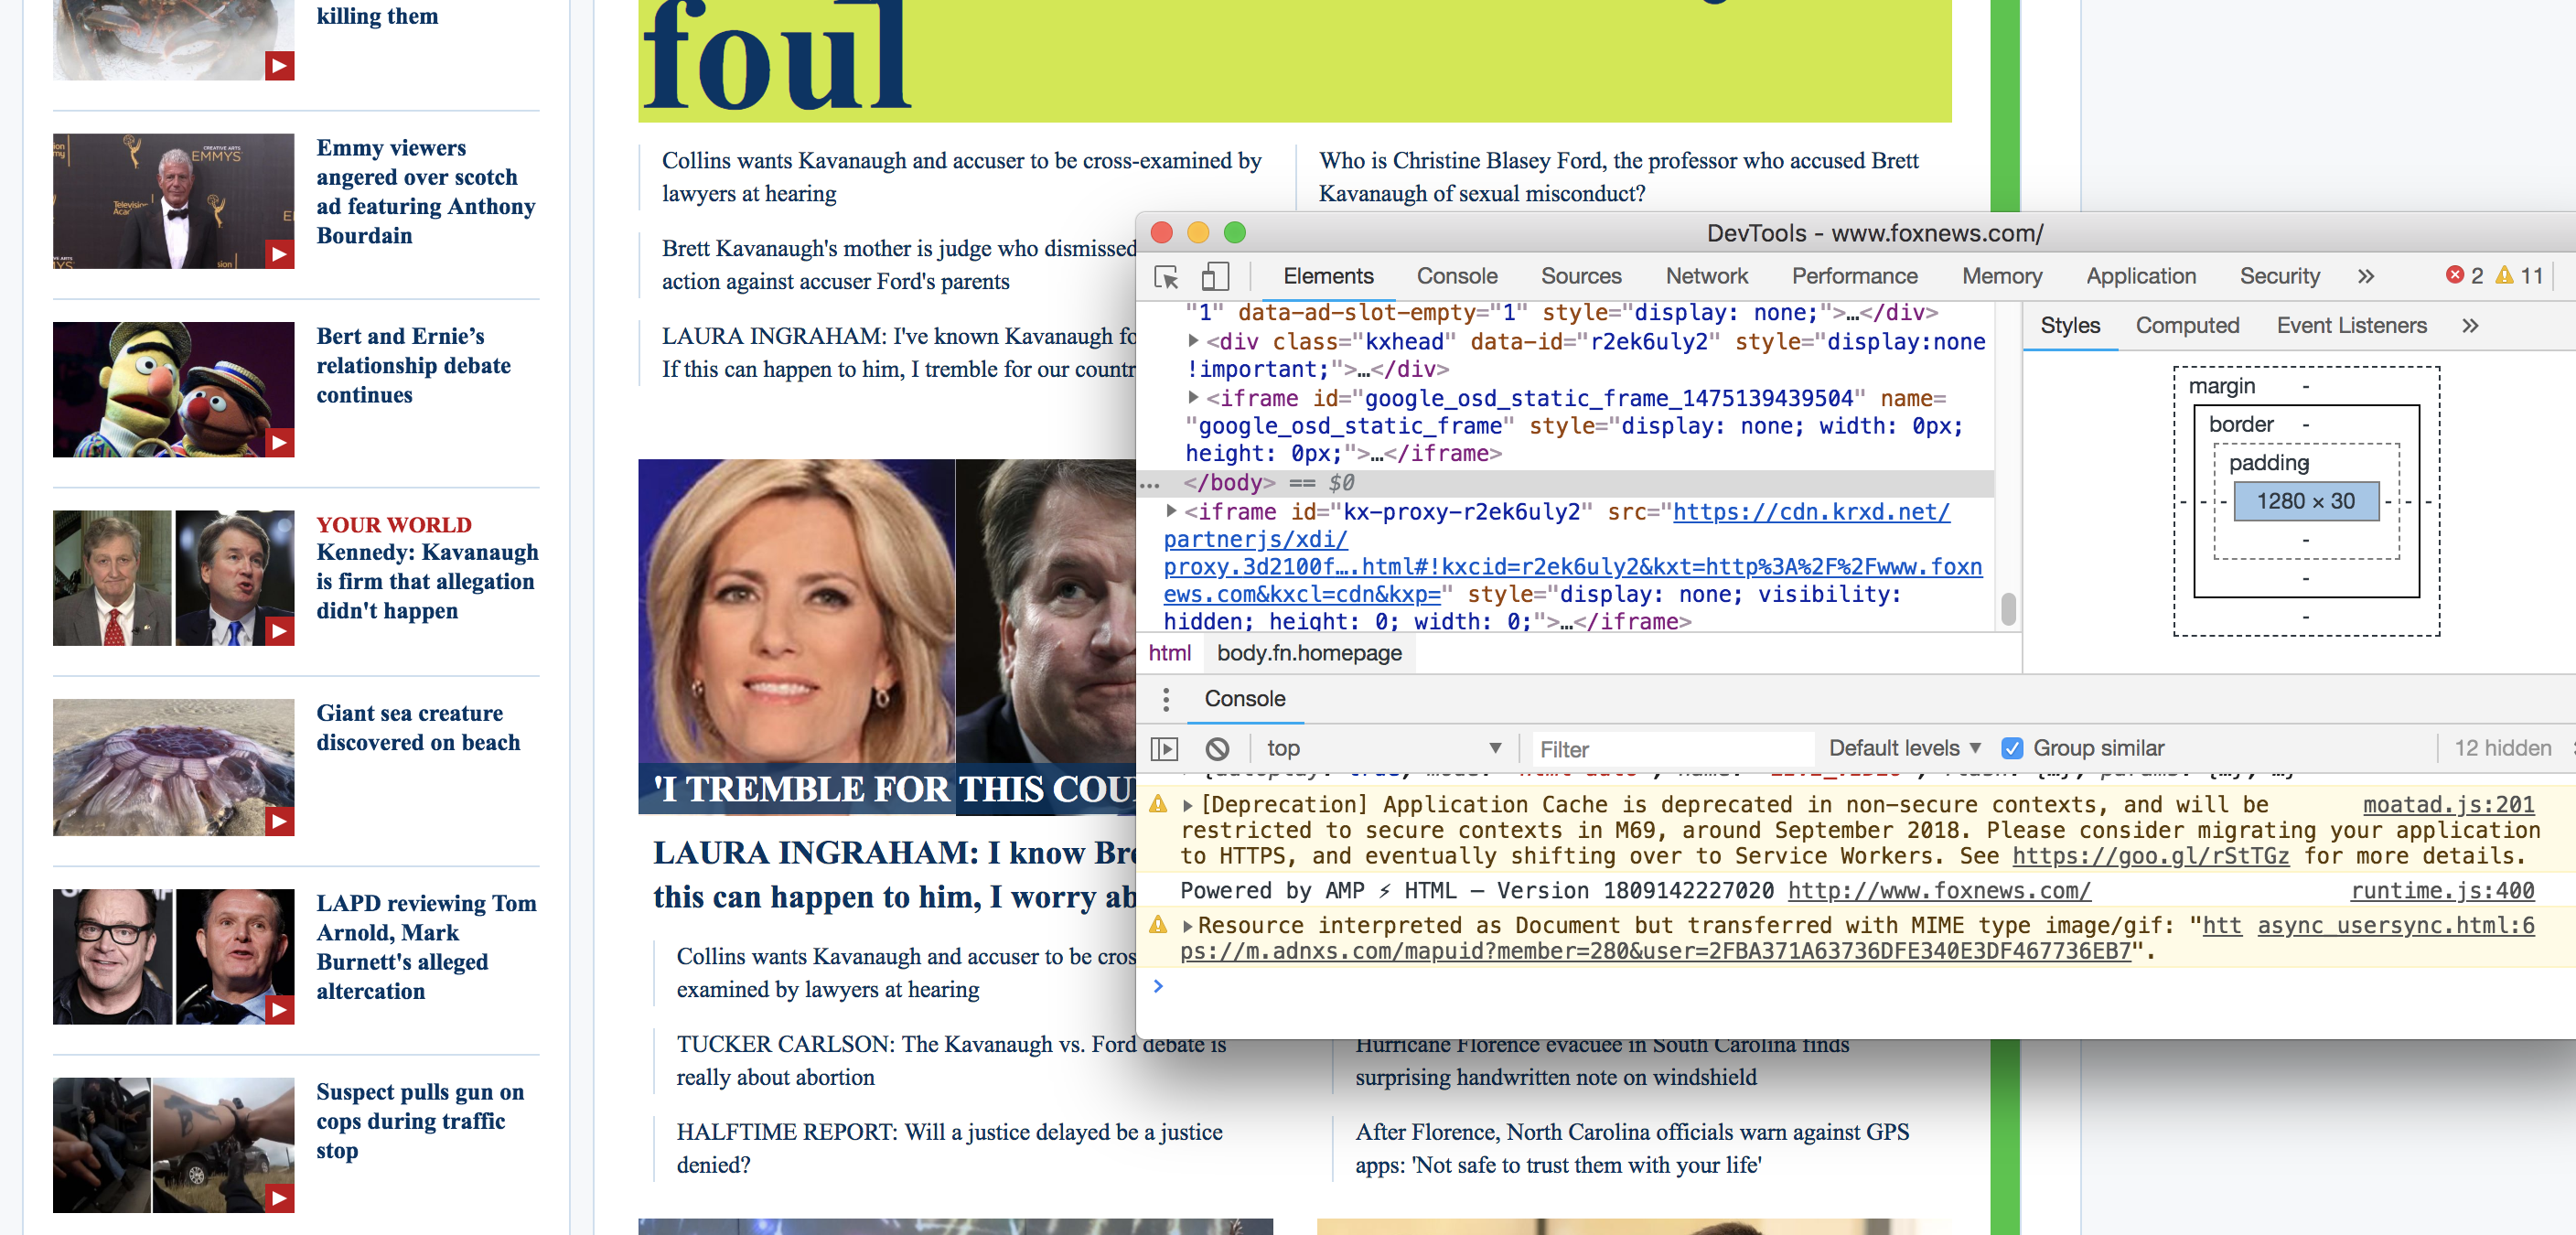 killing them
Emmy viewers
angered over scotch
ad featuring Anthony
Bourdain
CREATIVE ARTS
EMMYS
Bert and Ernie’s
relationship debate
continues
YOUR WORLD
Kennedy: Kavanaugh
is firm that allegation
didn't happen
Giant sea creature
discovered on beach
LAPD reviewing Tom
Arnold, Mark
Burnett's alleged
altercation
Suspect pulls gun on
cops during traffic
stop
foul
Collins wants Kavanaugh and accuser to be cross-examined by
lawyers at hearing
Brett Kavanaugh's mother is judge who dismissed
action against accuser Ford's parents
LAURA INGRAHAM: I've known Kavanaugh fo
If this can happen to him, I tremble for our countr
Who is Christine Blasey Ford, the professor who accused Brett
Kavanaugh of sexual misconduct?
'I TREMBLE FOR THIS COU
LAURA INGRAHAM: I know Bre
this can happen to him, I worry ab
Collins wants Kavanaugh and accuser to be cros
examined by lawyers at hearing
TUCKER CARLSON: The Kavanaugh vs. Ford debate is
really about abortion
HALFTIME REPORT: Will a justice delayed be a justice
denied?
Hurricane Florence evacuee in South Carolina finds
surprising handwritten note on windshield
After Florence, North Carolina officials warn against GPS
apps: 'Not safe to trust them with your life'
DevTools - www.foxnews.com/
Elements Console Sources Network Performance Memory Application Security » 2 11
"1" data-ad-slot-empty="1" style="display: none;">…</div>
<div class="kxhead" data-id="r2ek6uly2" style="display:none
!important;">…</div>
<iframe id="google_osd_static_frame_1475139439504" name=
"google_osd_static_frame" style="display: none; width: 0px;
height: 0px;">…</iframe>
… </body> == $0
<iframe id="kx-proxy-r2ek6uly2" src="https://cdn.krxd.net/
partnerjs/xdi/
proxy.3d2100f….html#!kxcid=r2ek6uly2&kxt=http%3A%2F%2Fwww.foxn
ews.com&kxcl=cdn&kxp=" style="display: none; visibility:
hidden; height: 0; width: 0;">…</iframe>
html body.fn.homepage
Styles Computed Event Listeners »
margin -
border -
padding -
- - - 1280 × 30 - - -
-
-
-
Console
top Filter Default levels Group similar 12 hidden
[Deprecation] Application Cache is deprecated in non-secure contexts, and will be moatad.js:201
restricted to secure contexts in M69, around September 2018. Please consider migrating your application
to HTTPS, and eventually shifting over to Service Workers. See https://goo.gl/rStTGz for more details.
Powered by AMP ⚡ HTML – Version 1809142227020 http://www.foxnews.com/ runtime.js:400
Resource interpreted as Document but transferred with MIME type image/gif: "htt async_usersync.html:6
ps://m.adnxs.com/mapuid?member=280&user=2FBA371A63736DFE340E3DF467736EB7".